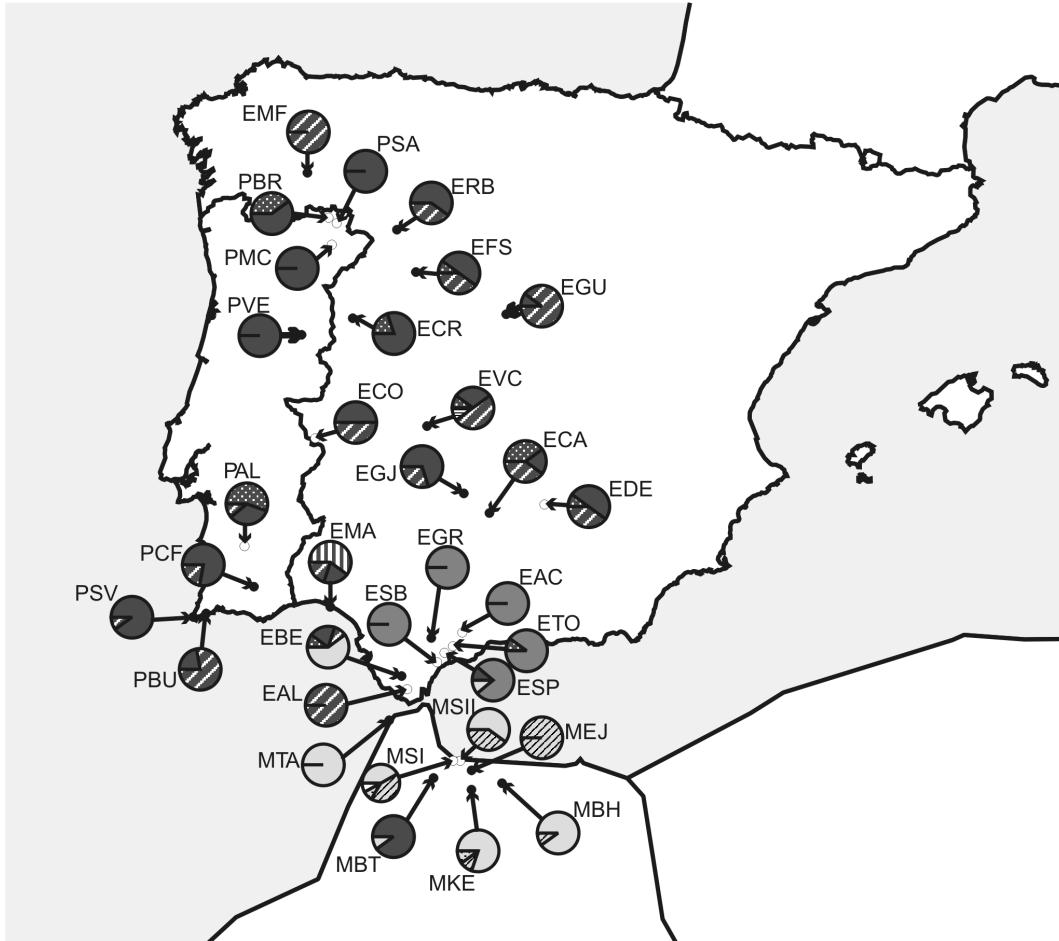 EMF
PSA
PBR
ERB
PMC
EFS
EGU
PVE
ECR
ECO
EVC
EGJ
ECA
PAL
EDE
EMA
EGR
PCF
EAC
PSV
ESB
ETO
EBE
PBU
ESP
EAL
MSII
MEJ
MTA
MSI
MBH
MBT
MKE